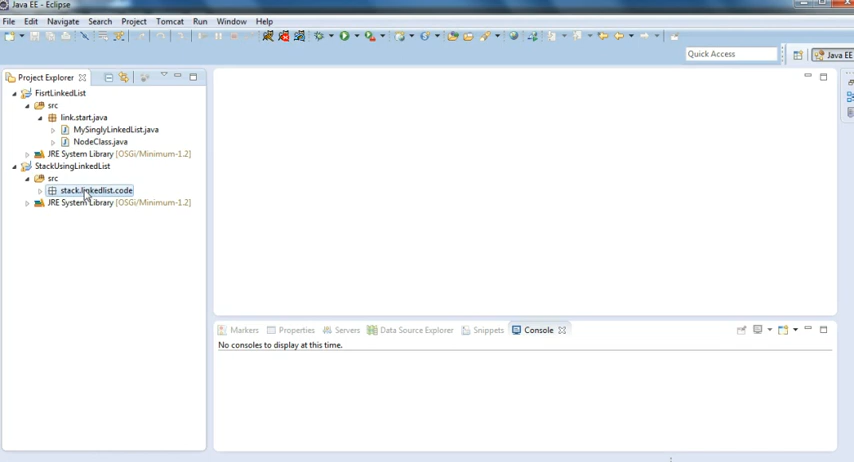 Java EE - Eclipse
File Edit Navigate Search Project Tomcat Run Window Help
Quick Access
Java EE
Project Explorer
FisrtLinkedList
src
link.start.java
MySinglyLinkedList.java
NodeClass.java
JRE System Library [OSGi/Minimum-1.2]
StackUsingLinkedList
src
stack.linkedlist.code
JRE System Library [OSGi/Minimum-1.2]
Markers Properties Servers Data Source Explorer Snippets Console
No consoles to display at this time.